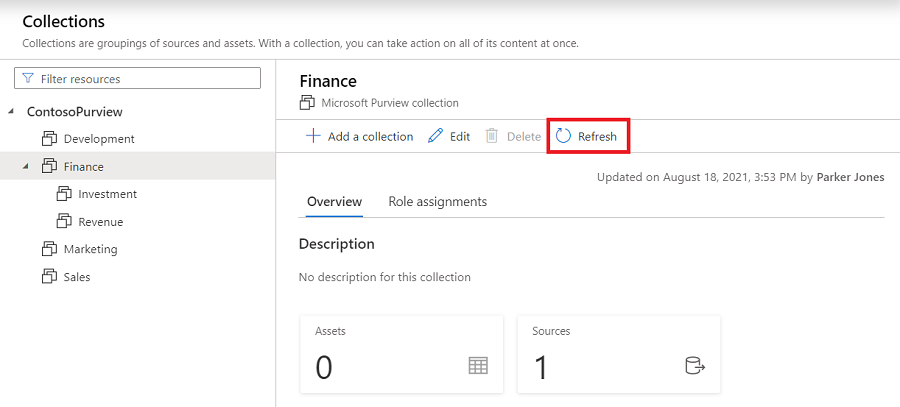 Collections
Collections are groupings of sources and assets. With a collection, you can take action on all of its content at once.
Filter resources
ContosoPurview
Development
Finance
Investment
Revenue
Marketing
Sales
Finance
Microsoft Purview collection
Add a collection
Edit
Delete
Refresh
Updated on August 18, 2021, 3:53 PM by Parker Jones
Overview
Role assignments
Description
No description for this collection
Assets
0
Sources
1